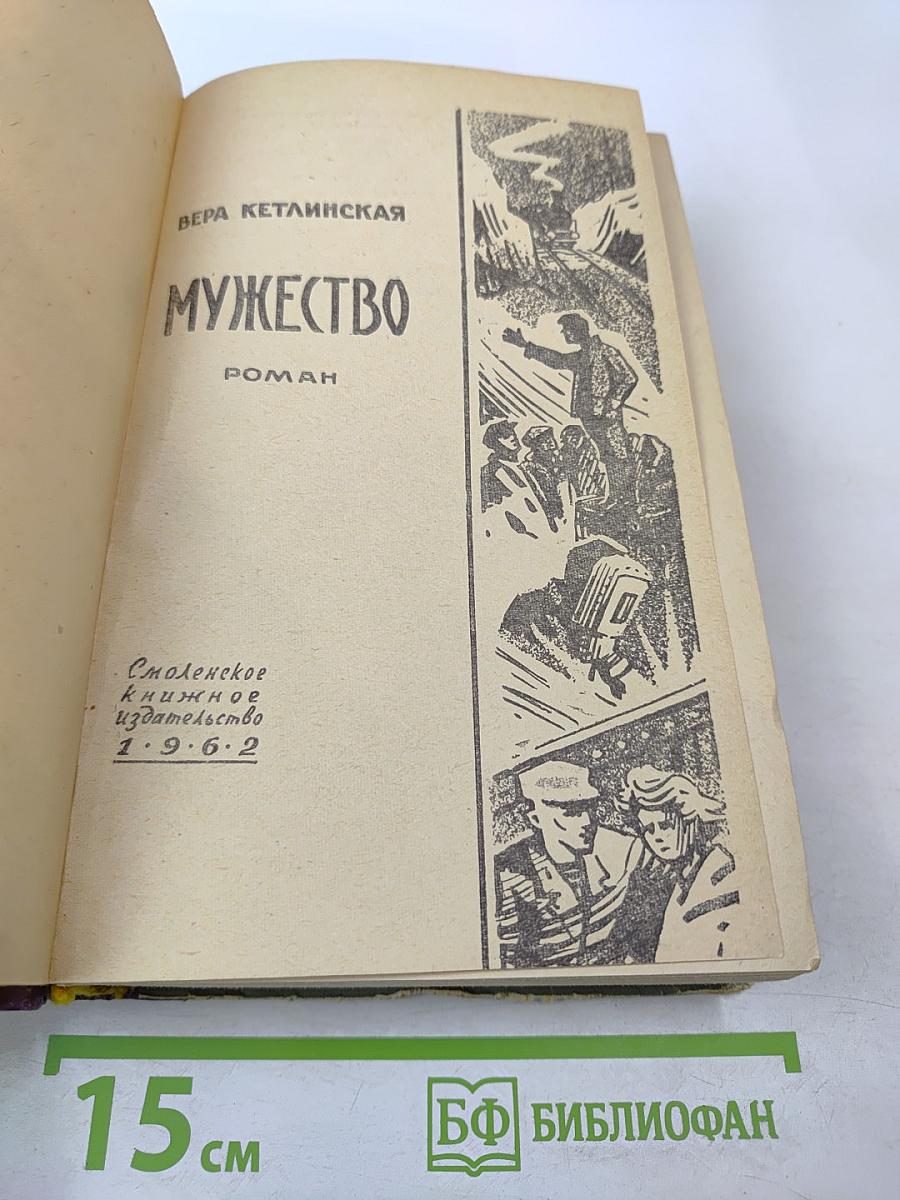 ВЕРА КЕТЛИНСКАЯ
МУЖЕСТВО
РОМАН
Смоленское
книжное
издательство
1•9•6•2
15 см
БФ БИБЛИОФАН